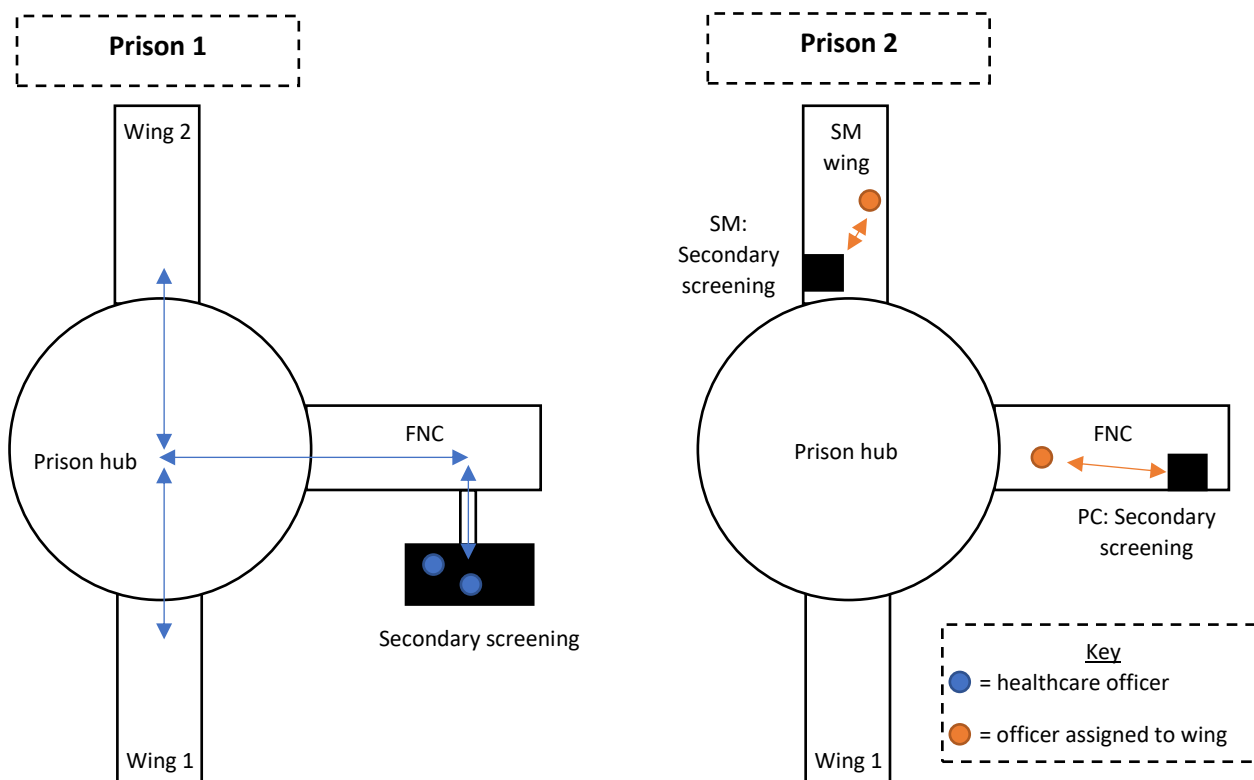 Prison 1
Wing 2
Prison hub
FNC
Secondary screening
Wing 1
Prison 2
SM
wing
SM:
Secondary
screening
Prison hub
FNC
PC: Secondary
screening
Wing 1
Key
= healthcare officer
= officer assigned to wing